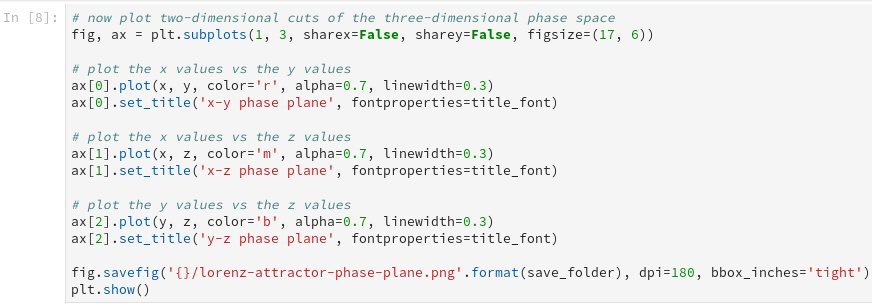 In [8]:
# now plot two-dimensional cuts of the three-dimensional phase space
fig, ax = plt.subplots(1, 3, sharex=False, sharey=False, figsize=(17, 6))
# plot the x values vs the y values
ax[0].plot(x, y, color='r', alpha=0.7, linewidth=0.3)
ax[0].set_title('x-y phase plane', fontproperties=title_font)
# plot the x values vs the z values
ax[1].plot(x, z, color='m', alpha=0.7, linewidth=0.3)
ax[1].set_title('x-z phase plane', fontproperties=title_font)
# plot the y values vs the z values
ax[2].plot(y, z, color='b', alpha=0.7, linewidth=0.3)
ax[2].set_title('y-z phase plane', fontproperties=title_font)
fig.savefig('{}/lorenz-attractor-phase-plane.png'.format(save_folder), dpi=180, bbox_inches='tight')
plt.show()